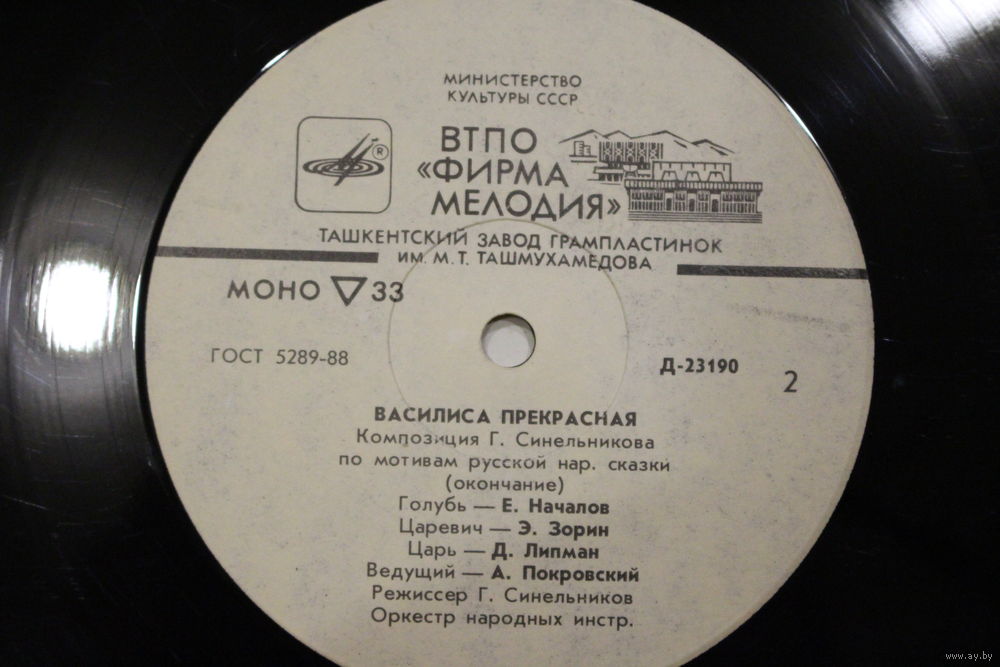 МИНИСТЕРСТВО
КУЛЬТУРЫ СССР
ВТПО
«ФИРМА
МЕЛОДИЯ»
®
ТАШКЕНТСКИЙ ЗАВОД ГРАМПЛАСТИНОК
ИМ. М. Т. ТАШМУХАМЕДОВА
МОНО 33
ГОСТ 5289-88
Д-23190
2
ВАСИЛИСА ПРЕКРАСНАЯ
Композиция Г. Синельникова
по мотивам русской нар. сказки
(окончание)
Голубь — Е. Началов
Царевич — Э. Зорин
Царь — Д. Липман
Ведущий — А. Покровский
Режиссер Г. Синельников
Оркестр народных инстр.
www.ay.by